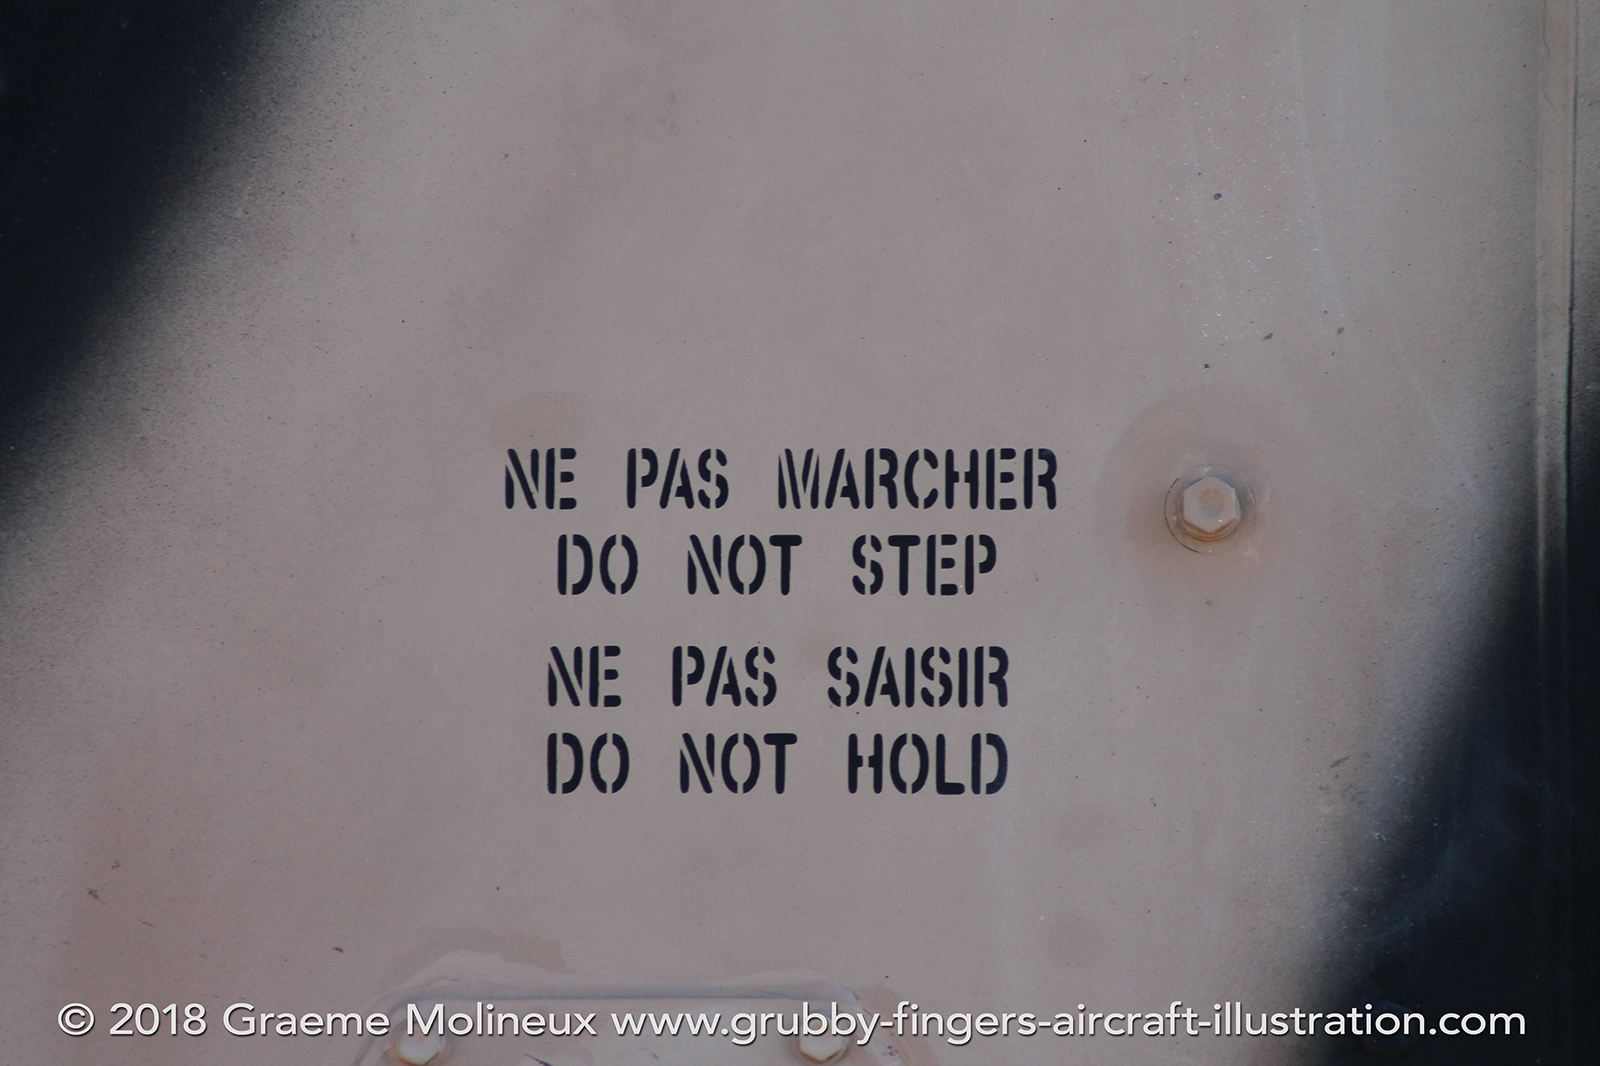 NE PAS MARCHER
DO NOT STEP
NE PAS SAISIR
DO NOT HOLD
© 2018 Graeme Molineux www.grubby-fingers-aircraft-illustration.com